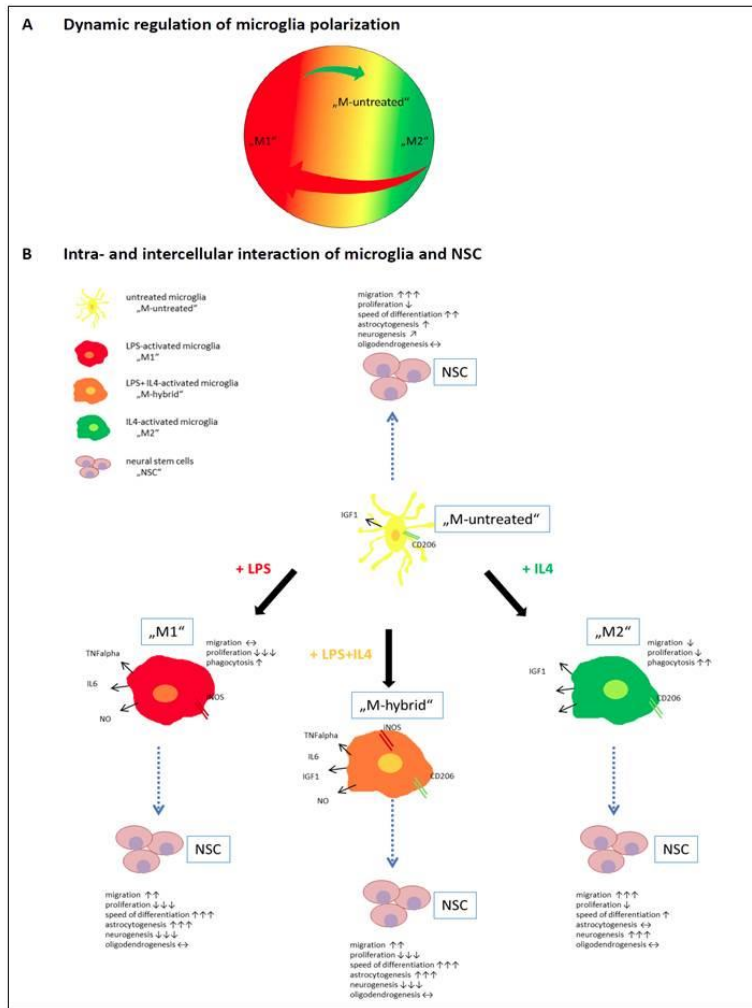 A Dynamic regulation of microglia polarization
„M-untreated“
„M1“
„M2“
B Intra- and intercellular interaction of microglia and NSC
untreated microglia
„M-untreated“
LPS-activated microglia
„M1“
LPS+ IL4-activated microglia
„M-hybrid“
IL4-activated microglia
„M2“
neural stem cells
„NSC“
migration ↑↑↑
proliferation ↓
speed of differentiation ↑↑
astrocytogenesis ↑
neurogenesis ↗
oligodendrogenesis ↔
NSC
IGF1
CD206
„M-untreated“
+ LPS
+ IL4
+ LPS+IL4
„M1“
migration ↔
proliferation ↓↓↓
phagocytosis ↑
TNFalpha
IL6
NO
iNOS
NSC
migration ↑↑
proliferation ↓↓↓
speed of differentiation ↑↑↑
astrocytogenesis ↑↑↑
neurogenesis ↓↓↓
oligodendrogenesis ↔
„M-hybrid“
iNOS
TNFalpha
IL6
IGF1
NO
CD206
NSC
migration ↑↑
proliferation ↓↓↓
speed of differentiation ↑↑↑
astrocytogenesis ↑↑↑
neurogenesis ↓↓↓
oligodendrogenesis ↔
„M2“
migration ↓
proliferation ↓
phagocytosis ↑↑
IGF1
CD206
NSC
migration ↑↑↑
proliferation ↓
speed of differentiation ↑
astrocytogenesis ↔
neurogenesis ↑↑↑
oligodendrogenesis ↔